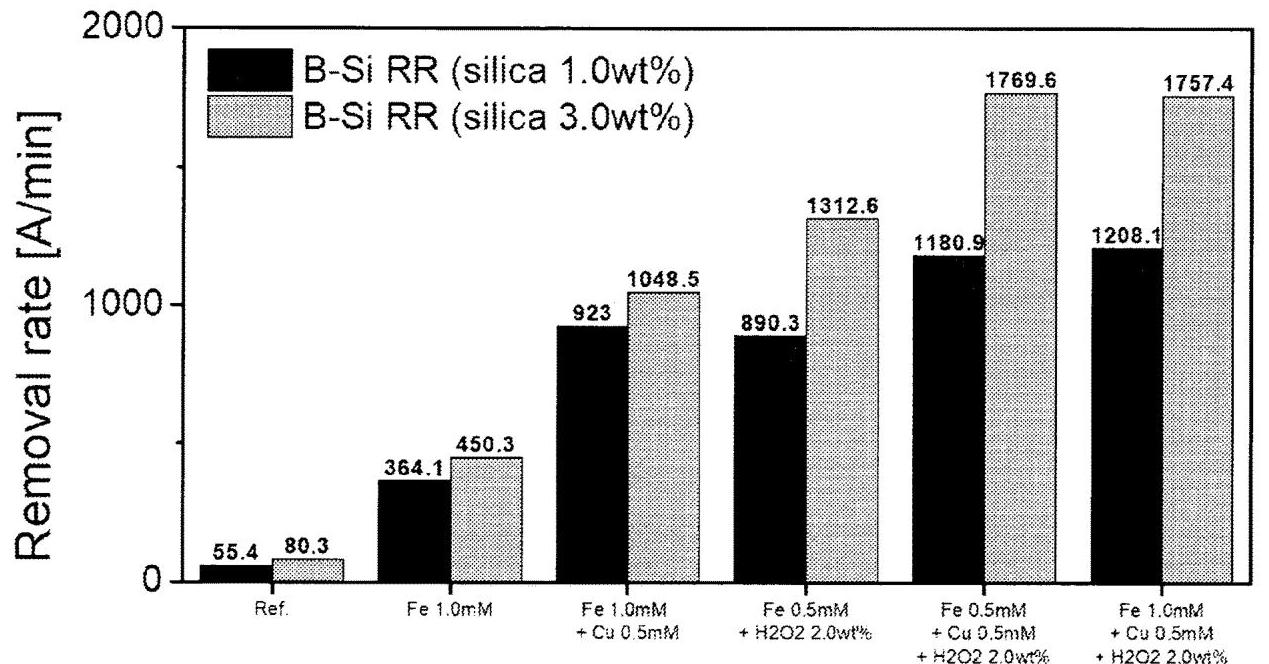 2000
B-Si RR (silica 1.0wt%)
B-Si RR (silica 3.0wt%)
Removal rate [A/min]
1000
0
55.4
80.3
364.1
450.3
923
1048.5
890.3
1312.6
1180.9
1769.6
1208.1
1757.4
Ref.
Fe 1.0mM
Fe 1.0mM
+ Cu 0.5mM
Fe 0.5mM
+ H2O2 2.0wt%
Fe 0.5mM
+ Cu 0.5mM
+ H2O2 2.0wt%
Fe 1.0mM
+ Cu 0.5mM
+ H2O2 2.0wt%